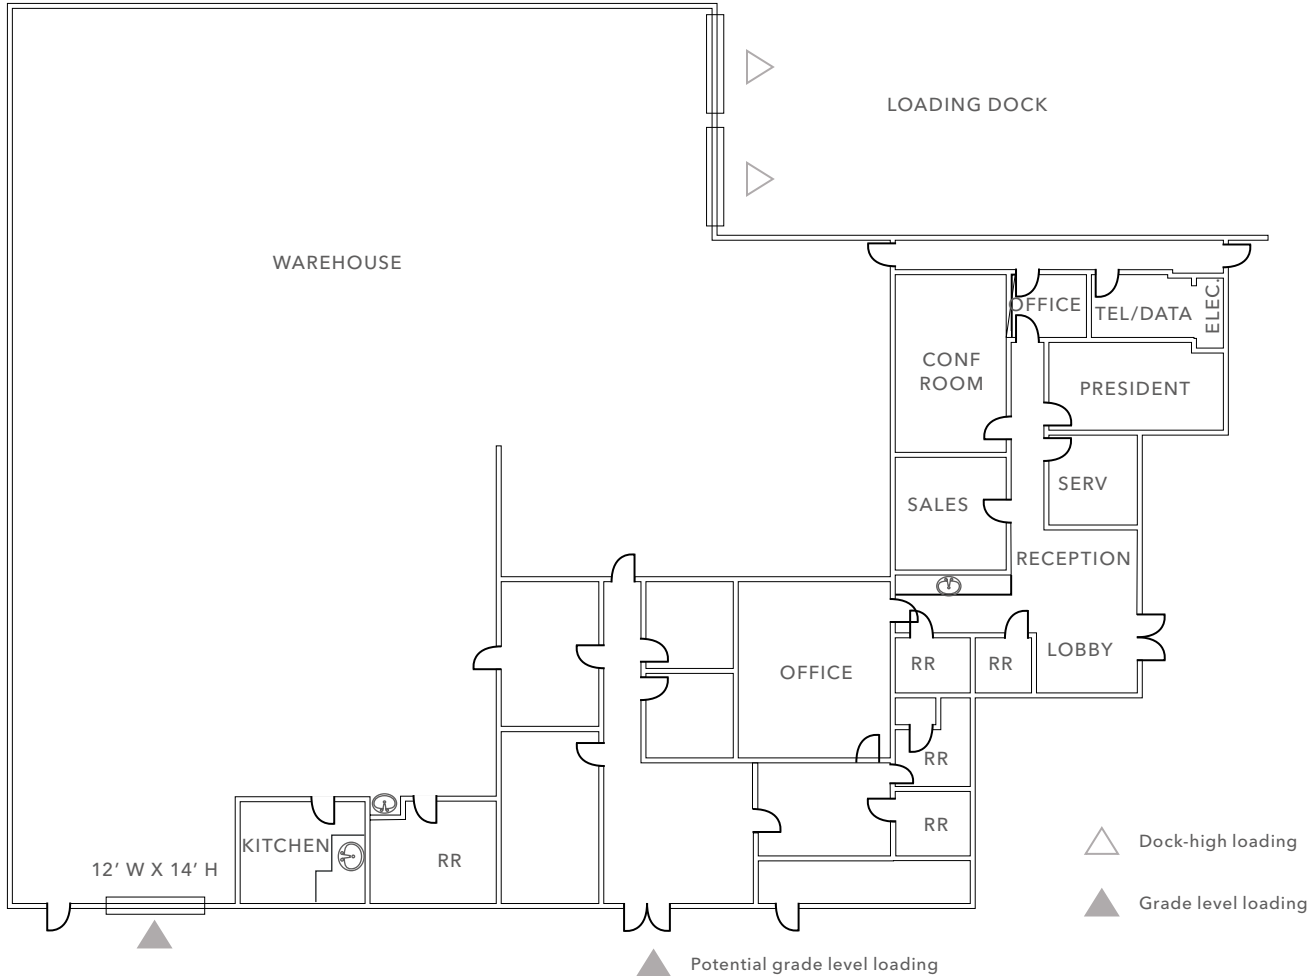 LOADING DOCK
WAREHOUSE
OFFICE
TEL/DATA
ELEC.
CONF
ROOM
PRESIDENT
SERV
SALES
RECEPTION
LOBBY
RR
RR
OFFICE
RR
RR
KITCHEN
RR
12’ W X 14’ H
Dock-high loading
Grade level loading
Potential grade level loading